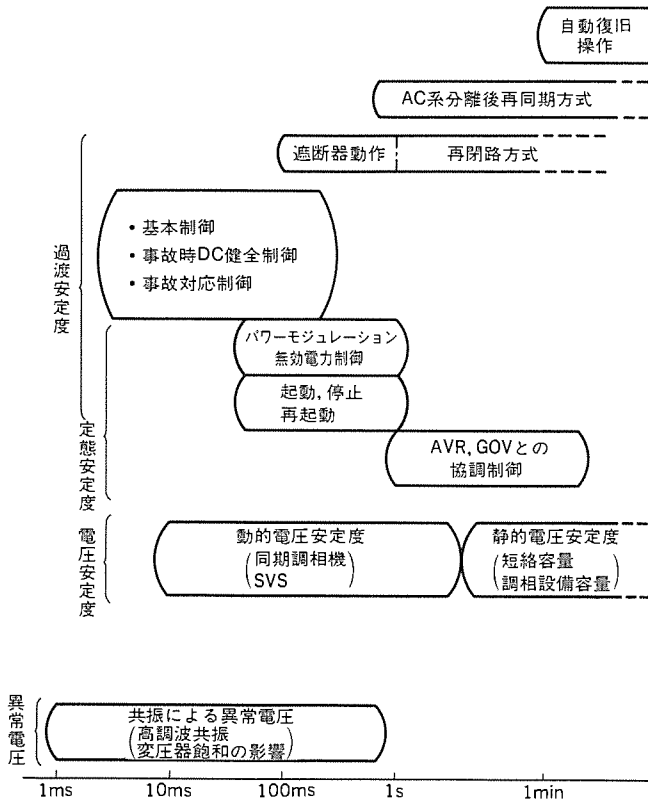 自動復旧
操作
AC系分離後再同期方式
遮断器動作
再閉路方式
過渡安定度
• 基本制御
• 事故時DC健全制御
• 事故対応制御
パワーモジュレーション
無効電力制御
起動,停止
再起動
定態安定度
AVR, GOVとの
協調制御
電圧安定度
動的電圧安定度
(同期調相機
SVS)
静的電圧安定度
(短絡容量
調相設備容量)
異常電圧
共振による異常電圧
(高調波共振
変圧器飽和の影響)
1ms
10ms
100ms
1s
1min